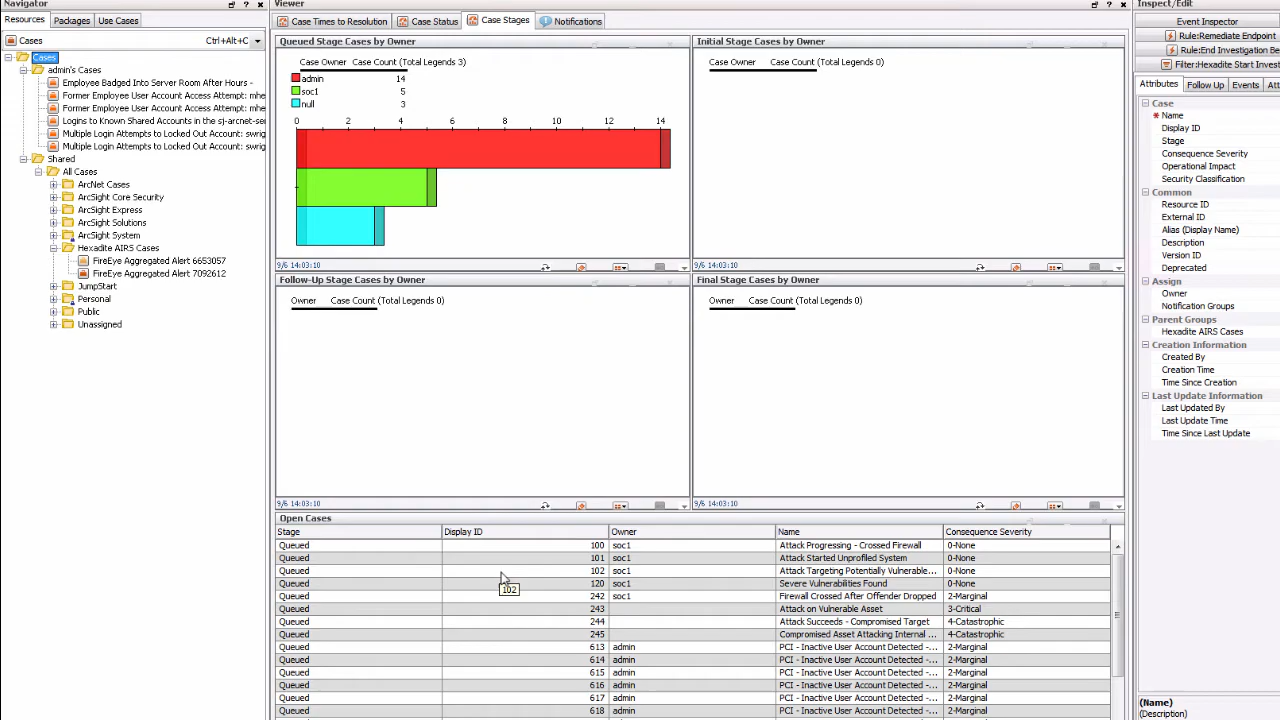 Navigator
Resources Packages Use Cases
Cases Ctrl+Alt+C
Cases
admin's Cases
Employee Badged Into Server Room After Hours -
Former Employee User Account Access Attempt: mhe
Former Employee User Account Access Attempt: mhe
Logins to Known Shared Accounts in the sj-arcnet-ser
Multiple Login Attempts to Locked Out Account: swrig
Multiple Login Attempts to Locked Out Account: swrig
Shared
All Cases
ArcNet Cases
ArcSight Core Security
ArcSight Express
ArcSight Solutions
ArcSight System
Hexadite AIRS Cases
FireEye Aggregated Alert 6653057
FireEye Aggregated Alert 7092612
JumpStart
Personal
Public
Unassigned
Viewer
Case Times to Resolution Case Status Case Stages Notifications
Queued Stage Cases by Owner
Case Owner Case Count (Total Legends 3)
admin 14
soc1 5
null 3
0 2 4 6 8 10 12 14
9/6 14:03:10
Initial Stage Cases by Owner
Case Owner Case Count (Total Legends 0)
9/6 14:03:10
Follow-Up Stage Cases by Owner
Owner Case Count (Total Legends 0)
9/6 14:03:10
Final Stage Cases by Owner
Owner Case Count (Total Legends 0)
9/6 14:03:10
Open Cases
Stage Display ID Owner Name Consequence Severity
Queued 100 soc1 Attack Progressing - Crossed Firewall 0-None
Queued 101 soc1 Attack Started Unprofiled System 0-None
Queued 102 soc1 Attack Targeting Potentially Vulnerable... 0-None
Queued 120 soc1 Severe Vulnerabilities Found 0-None
102
Queued 242 soc1 Firewall Crossed After Offender Dropped 2-Marginal
Queued 243 Attack on Vulnerable Asset 3-Critical
Queued 244 Attack Succeeds - Compromised Target 4-Catastrophic
Queued 245 Compromised Asset Attacking Internal ... 4-Catastrophic
Queued 613 admin PCI - Inactive User Account Detected -... 2-Marginal
Queued 614 admin PCI - Inactive User Account Detected -... 2-Marginal
Queued 615 admin PCI - Inactive User Account Detected -... 2-Marginal
Queued 616 admin PCI - Inactive User Account Detected -... 2-Marginal
Queued 617 admin PCI - Inactive User Account Detected -... 2-Marginal
Queued 618 admin PCI - Inactive User Account Detected -... 2-Marginal
Inspect/Edit
Event Inspector
Rule:Remediate Endpoint
Rule:End Investigation Be
Filter:Hexadite Start Invest
Attributes Follow Up Events Att
Case
* Name
Display ID
Stage
Consequence Severity
Operational Impact
Security Classification
Common
Resource ID
External ID
Alias (Display Name)
Description
Version ID
Deprecated
Assign
Owner
Notification Groups
Parent Groups
Hexadite AIRS Cases
Creation Information
Created By
Creation Time
Time Since Creation
Last Update Information
Last Updated By
Last Update Time
Time Since Last Update
(Name)
(Description)